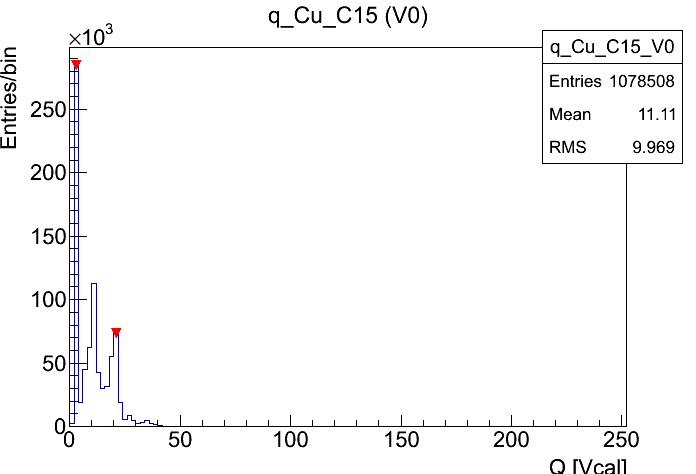 q_Cu_C15 (V0)
×10³
q_Cu_C15_V0
Entries 1078508
Mean 11.11
RMS 9.969
Entries/bin
250
200
150
100
50
0
0 50 100 150 200 250
Q [Vcal]